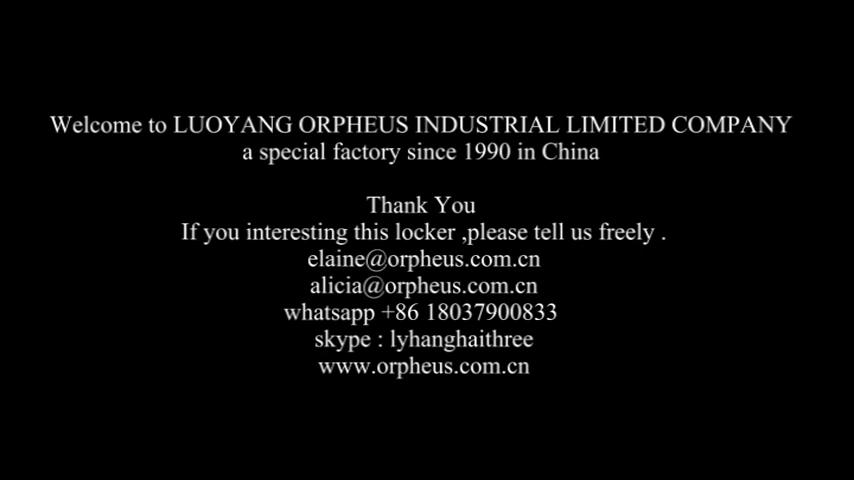 Welcome to LUOYANG ORPHEUS INDUSTRIAL LIMITED COMPANY
a special factory since 1990 in China
Thank You
If you interesting this locker ,please tell us freely .
elaine@orpheus.com.cn
alicia@orpheus.com.cn
whatsapp +86 18037900833
skype : lyhanghaithree
www.orpheus.com.cn